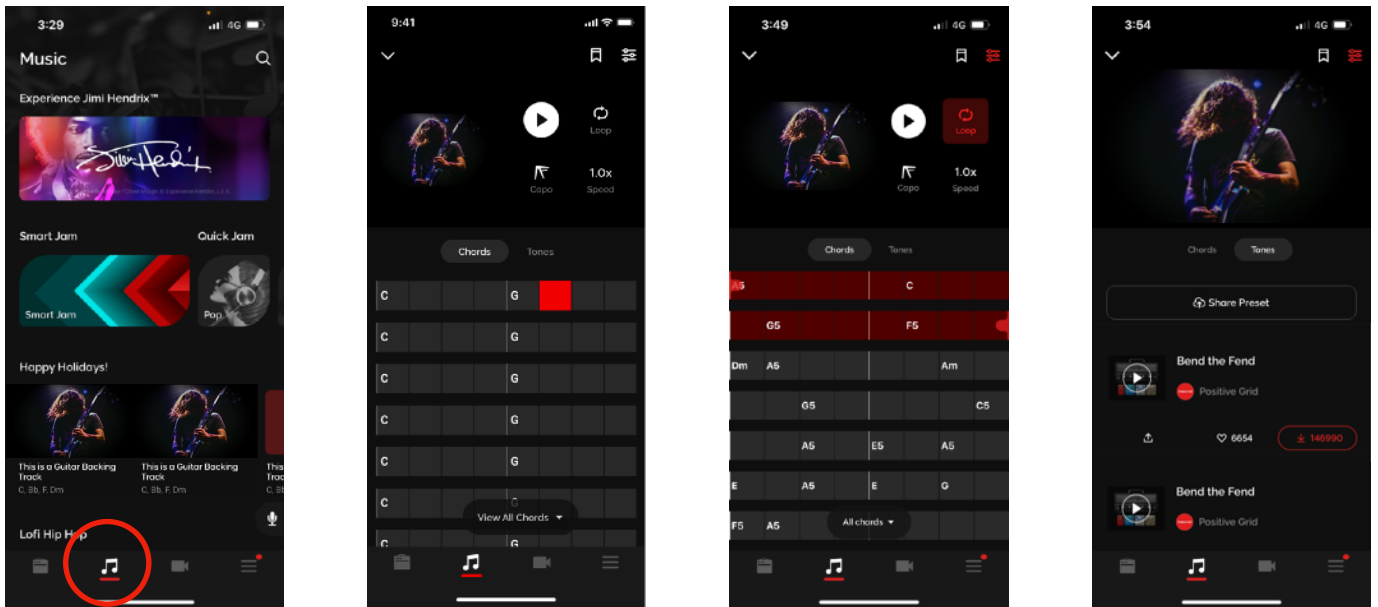 3:29
4G
Music
Experience Jimi Hendrix™
Jimi Hendrix
Smart Jam
Quick Jam
Smart Jam
Pop
Happy Holidays!
This is a Guitar Backing Track
C, Bb, F, Dm
This is a Guitar Backing Track
C, Bb, F, Dm
This
Lofi Hip Hop
9:41
Loop
Capo
1.0x
Speed
Chords
Tones
C G
C G
C G
C G
C G
C G
View All Chords
C G
3:49
4G
Loop
Capo
1.0x
Speed
Chords
Tones
A5 C
G5 F5
Dm A5 Am
G5 C5
A5 E5 A5
E A5 E G
F5 A5
All chords
3:54
4G
Chords
Tones
Share Preset
Bend the Fend
Positive Grid
6654
146990
Bend the Fend
Positive Grid